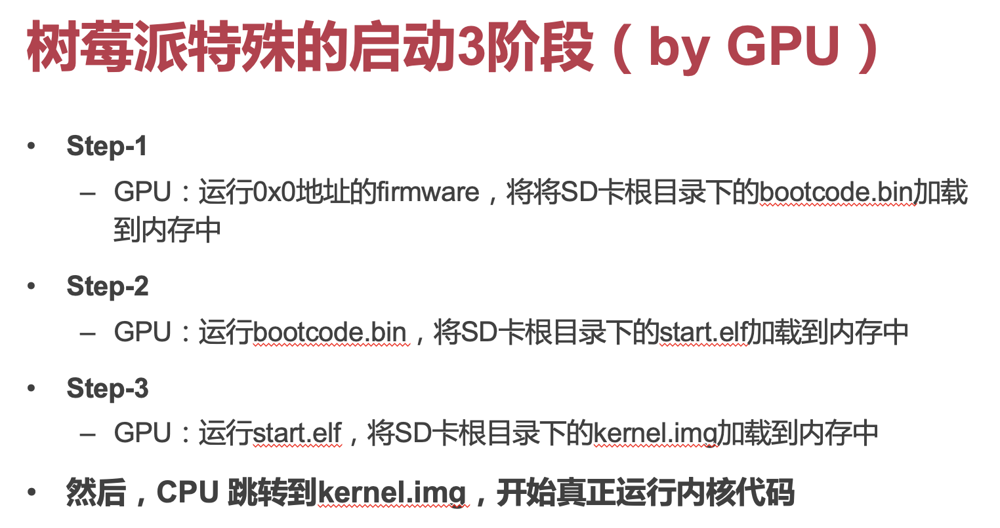 树莓派特殊的启动3阶段（by GPU）
• Step-1
– GPU：运行0x0地址的firmware，将将SD卡根目录下的bootcode.bin加载
到内存中
• Step-2
– GPU：运行bootcode.bin，将SD卡根目录下的start.elf加载到内存中
• Step-3
– GPU：运行start.elf，将SD卡根目录下的kernel.img加载到内存中
• 然后，CPU 跳转到kernel.img，开始真正运行内核代码